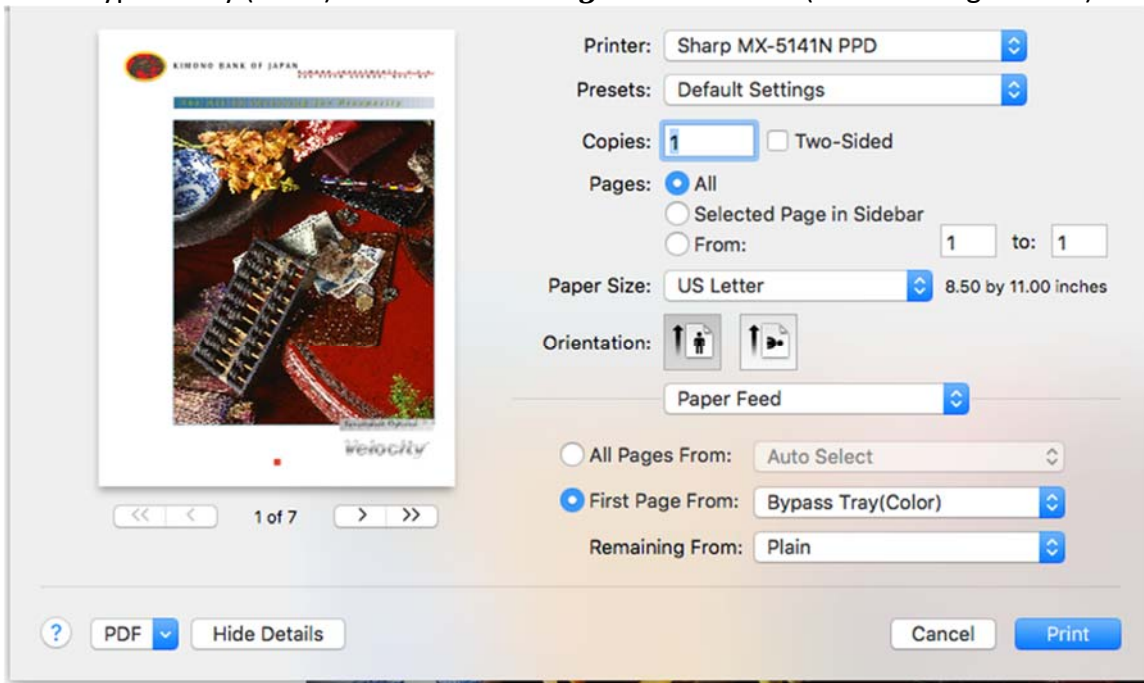 KIMONO BANK OF JAPAN
Velocity
1 of 7
Printer: Sharp MX-5141N PPD
Presets: Default Settings
Copies: 1 Two-Sided
Pages: All
Selected Page in Sidebar
From: 1 to: 1
Paper Size: US Letter 8.50 by 11.00 inches
Orientation:
Paper Feed
All Pages From: Auto Select
First Page From: Bypass Tray(Color)
Remaining From: Plain
? PDF Hide Details Cancel Print